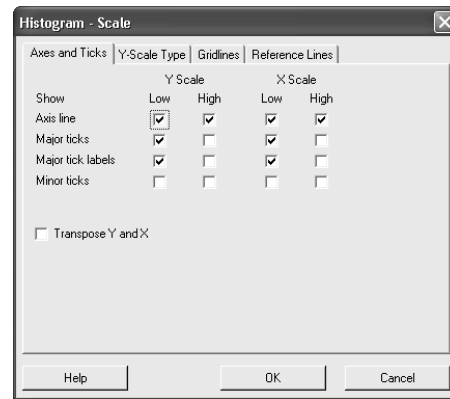 Histogram - Scale
Axes and Ticks Y-Scale Type Gridlines Reference Lines
Y Scale X Scale
Show Low High Low High
Axis line
Major ticks
Major tick labels
Minor ticks
Transpose Y and X
Help OK Cancel